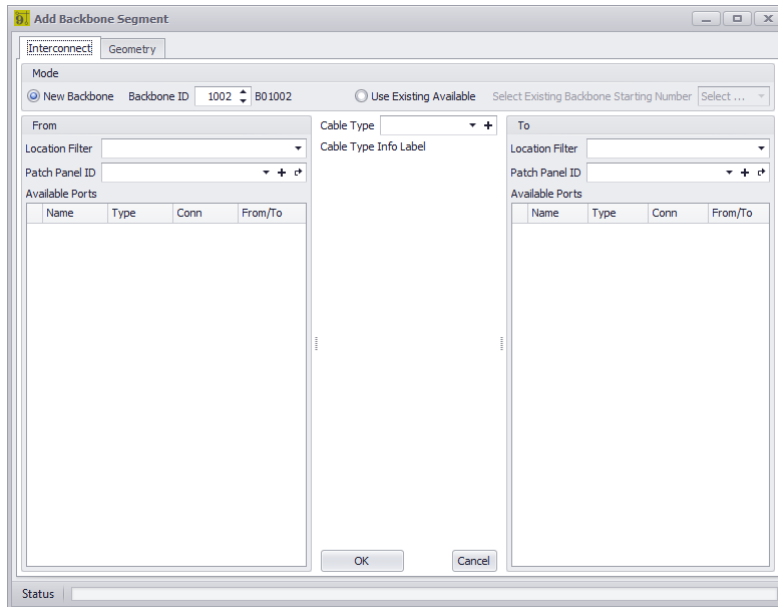 Add Backbone Segment
Interconnect Geometry
Mode
New Backbone Backbone ID 1002 B01002 Use Existing Available Select Existing Backbone Starting Number Select ...
From Cable Type To
Location Filter Cable Type Info Label Location Filter
Patch Panel ID Patch Panel ID
Available Ports Available Ports
Name Type Conn From/To Name Type Conn From/To
OK Cancel
Status